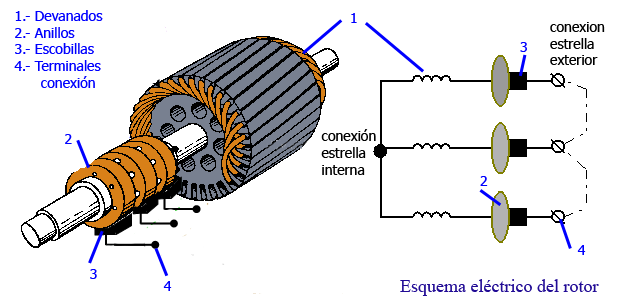 1.- Devanados
2.- Anillos
3.- Escobillas
4.- Terminales
conexión
1
2
3
4
conexion
estrella
exterior
3
conexión
estrella
interna
2
4
Esquema eléctrico del rotor